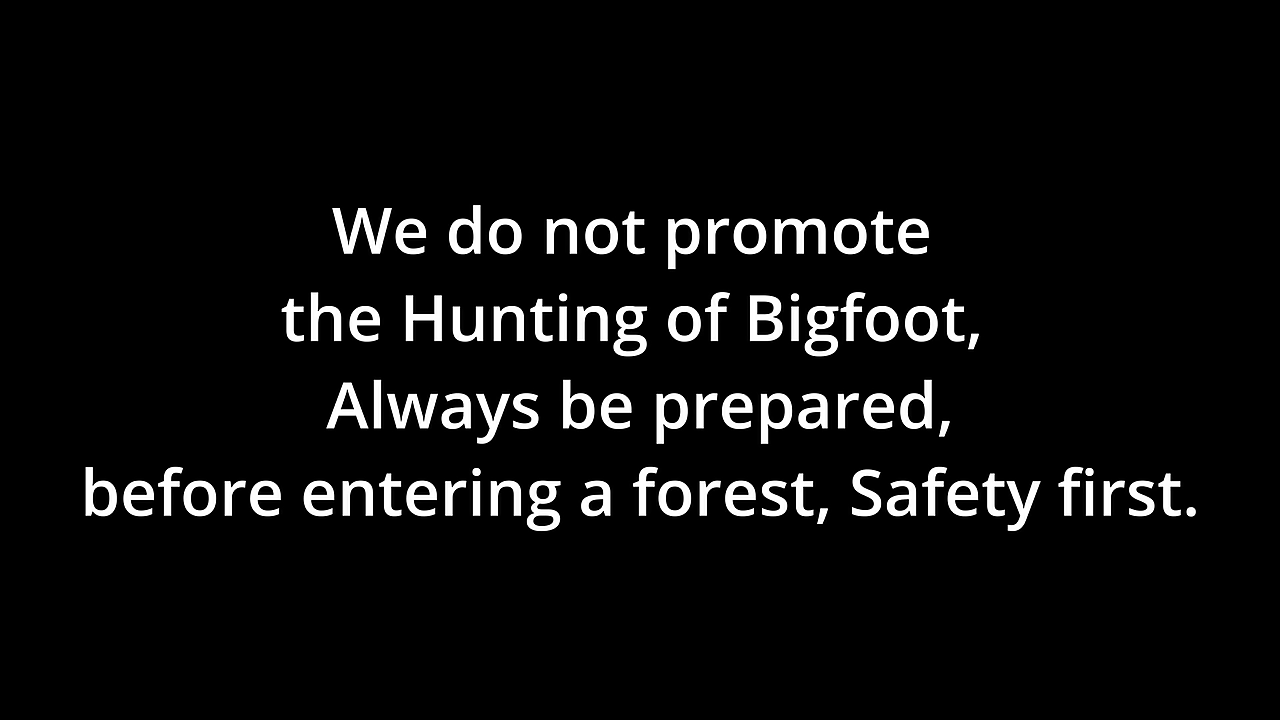 We do not promote
the Hunting of Bigfoot,
Always be prepared,
before entering a forest, Safety first.